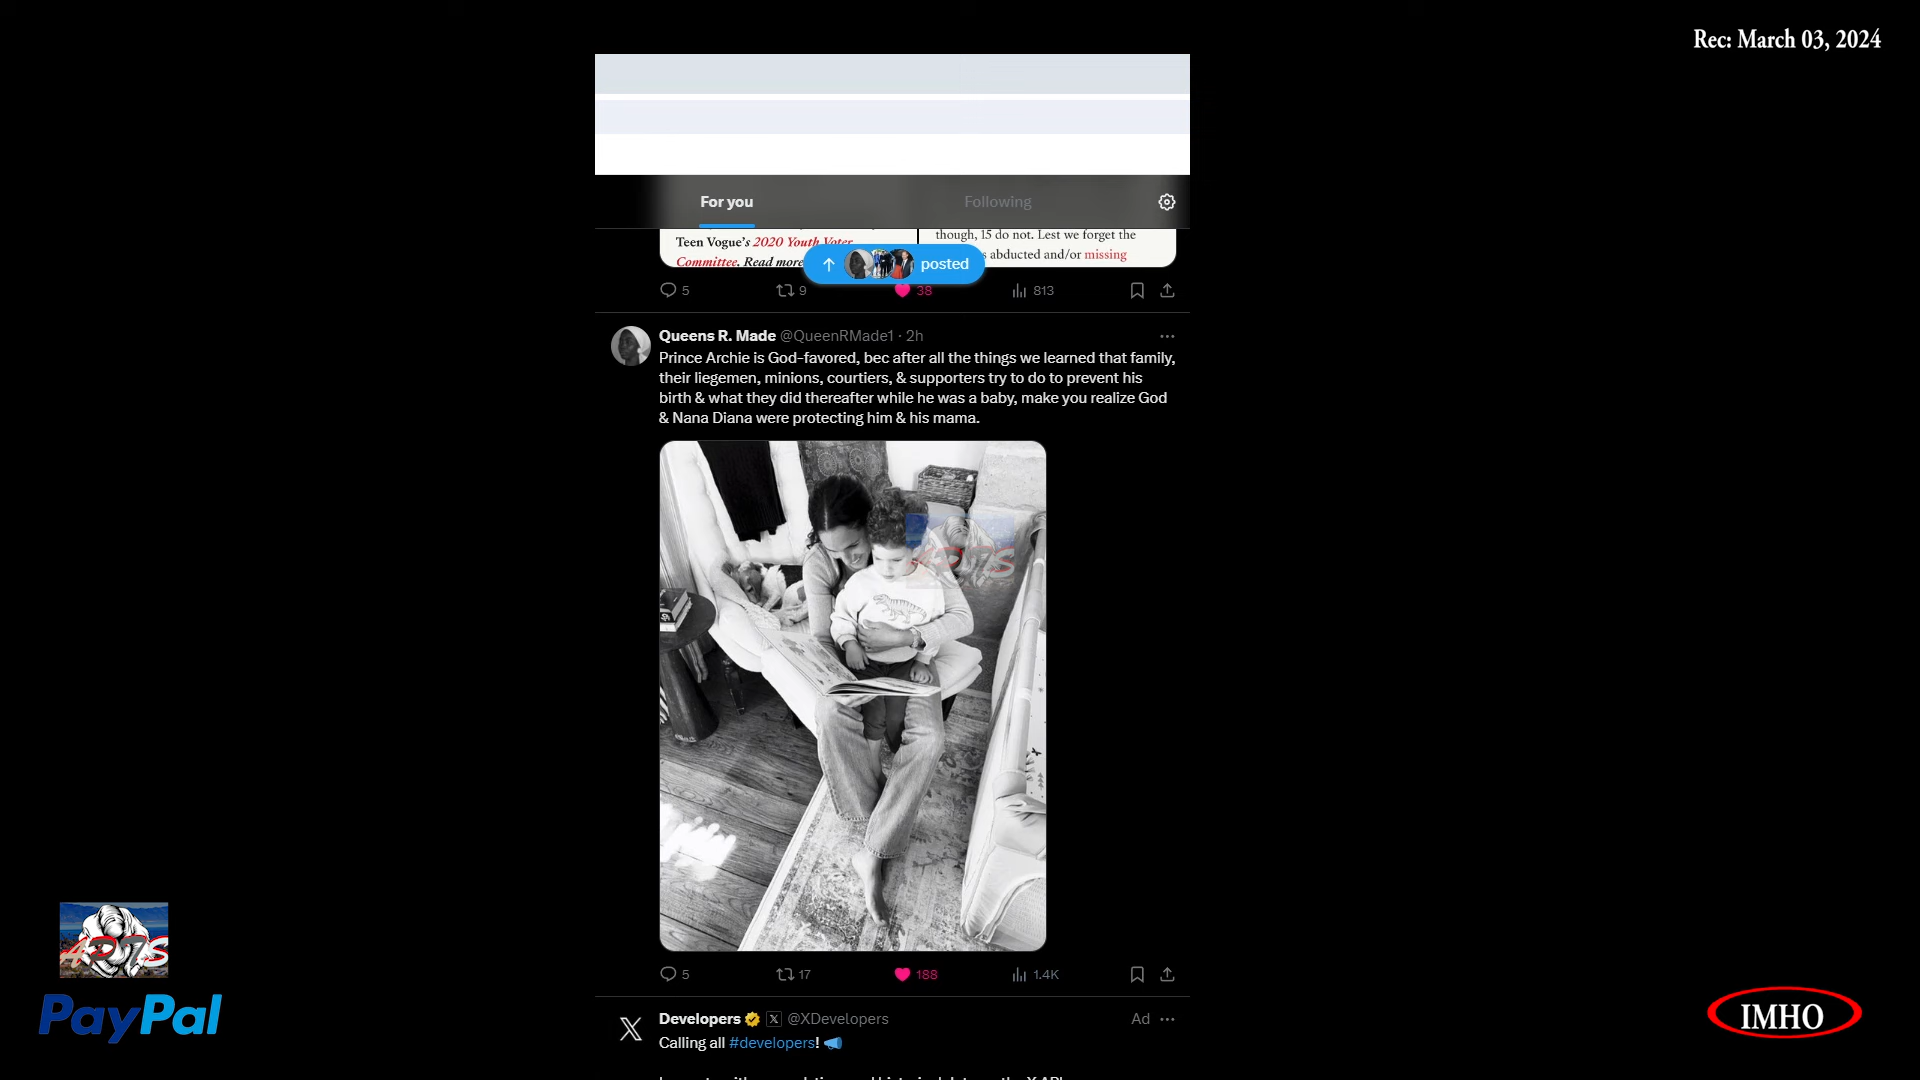 Rec: March 03, 2024
For you
Following
Teen Vogue's 2020 Youth Voter
Committee. Read more
though, 15 do not. Lest we forget the
abducted and/or missing
posted
5
9
38
813
Queens R. Made @QueenRMade1 · 2h
Prince Archie is God-favored, bec after all the things we learned that family,
their liegemen, minions, courtiers, & supporters try to do to prevent his
birth & what they did thereafter while he was a baby, make you realize God
& Nana Diana were protecting him & his mama.
5
17
188
1.4K
Developers @XDevelopers
Ad
Calling all #developers!
PayPal
IMHO